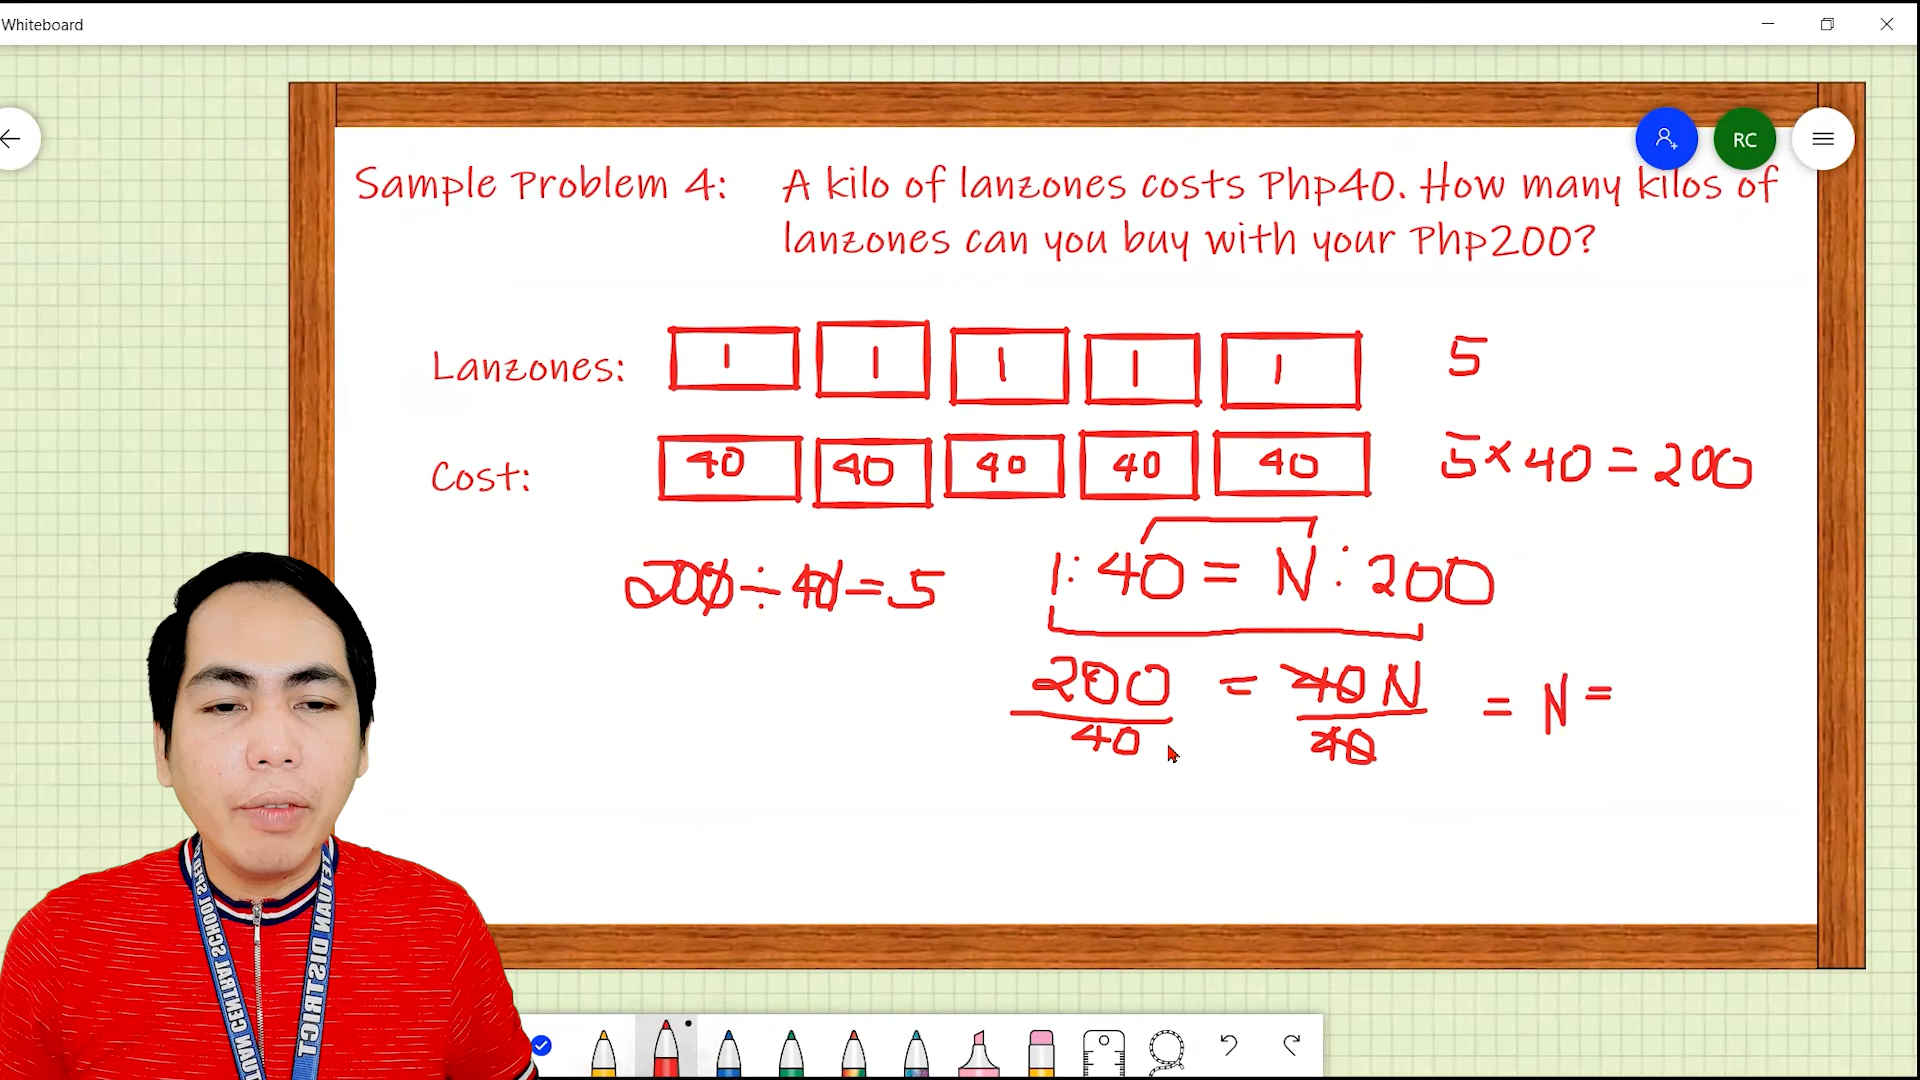 Whiteboard
RC
Sample Problem 4: A kilo of lanzones costs Php40. How many kilos of
lanzones can you buy with your Php200?
Lanzones: 1 1 1 1 1 5
Cost: 40 40 40 40 40 5 × 40 = 200
200 ÷ 40 = 5 1 : 40 = N : 200
200 = 40 N = N =
40 40